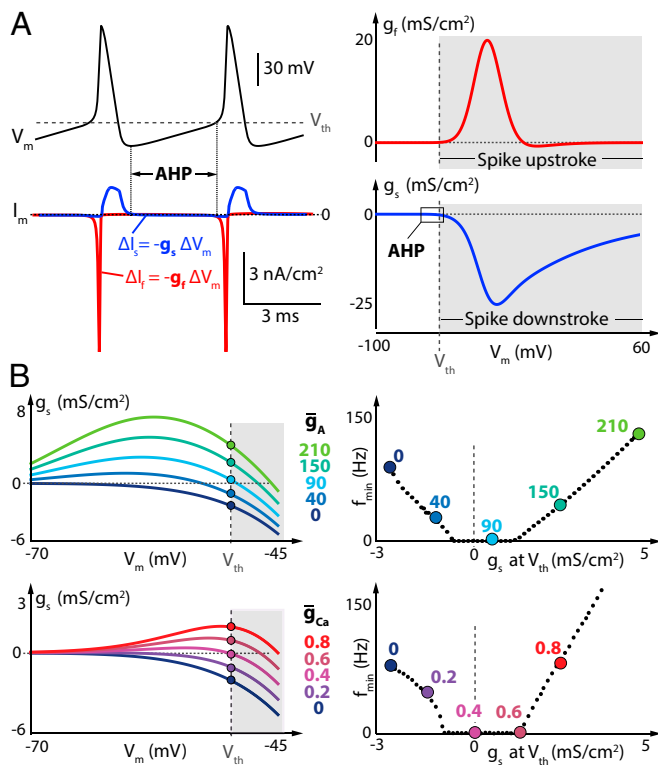 A
30 mV
V_th
V_m
AHP
I_m
0
ΔI_s = -g_s ΔV_m
ΔI_f = -g_f ΔV_m
3 nA/cm²
3 ms
g_f (mS/cm²)
20
0
Spike upstroke
g_s (mS/cm²)
0
AHP
-25
Spike downstroke
-100
V_th
V_m (mV)
60
B
8
g_s (mS/cm²)
0
-6
-70
V_m (mV)
V_th
-45
g̅_A
210
150
90
40
0
150
f_min (Hz)
0
0
40
90
150
210
-3
0
g_s at V_th (mS/cm²)
5
3
g_s (mS/cm²)
0
-6
-70
V_m (mV)
V_th
-45
g̅_Ca
0.8
0.6
0.4
0.2
0
150
f_min (Hz)
0
0
0.2
0.4
0.6
0.8
-3
0
g_s at V_th (mS/cm²)
5